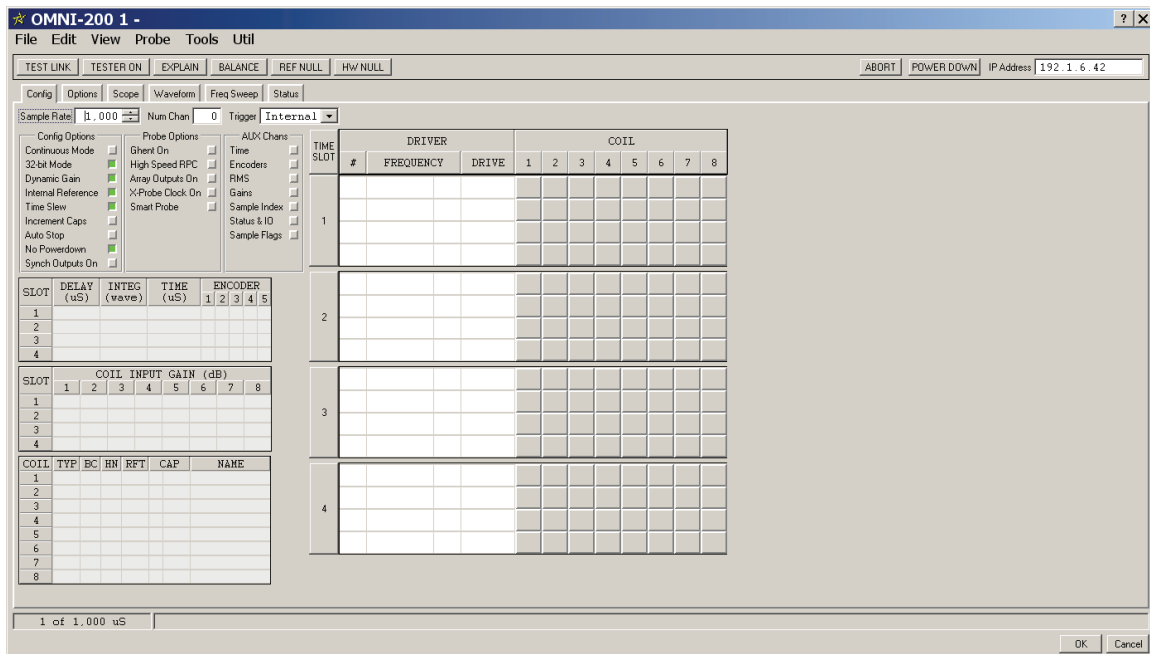 OMNI-200 1 -
? X
File Edit View Probe Tools Util
TEST LINK TESTER ON EXPLAIN BALANCE REF NULL HW NULL ABORT POWER DOWN IP Address 192.1.6.42
Config Options Scope Waveform Freq Sweep Status
Sample Rate 1,000 Num Chan 0 Trigger Internal
Config Options
Continuous Mode
32-bit Mode
Dynamic Gain
Internal Reference
Time Slew
Increment Caps
Auto Stop
No Powerdown
Synch Outputs On
Probe Options
Ghent On
High Speed RPC
Array Outputs On
X-Probe Clock On
Smart Probe
AUX Chans
Time
Encoders
RMS
Gains
Sample Index
Status & IO
Sample Flags
SLOT DELAY (uS) INTEG (wave) TIME (uS) ENCODER
1 2 3 4 5
1
2
3
4
SLOT COIL INPUT GAIN (dB)
1 2 3 4 5 6 7 8
1
2
3
4
COIL TYP BC HN RFT CAP NAME
1
2
3
4
5
6
7
8
TIME SLOT DRIVER COIL
# FREQUENCY DRIVE 1 2 3 4 5 6 7 8
1
2
3
4
1 of 1,000 uS
OK Cancel